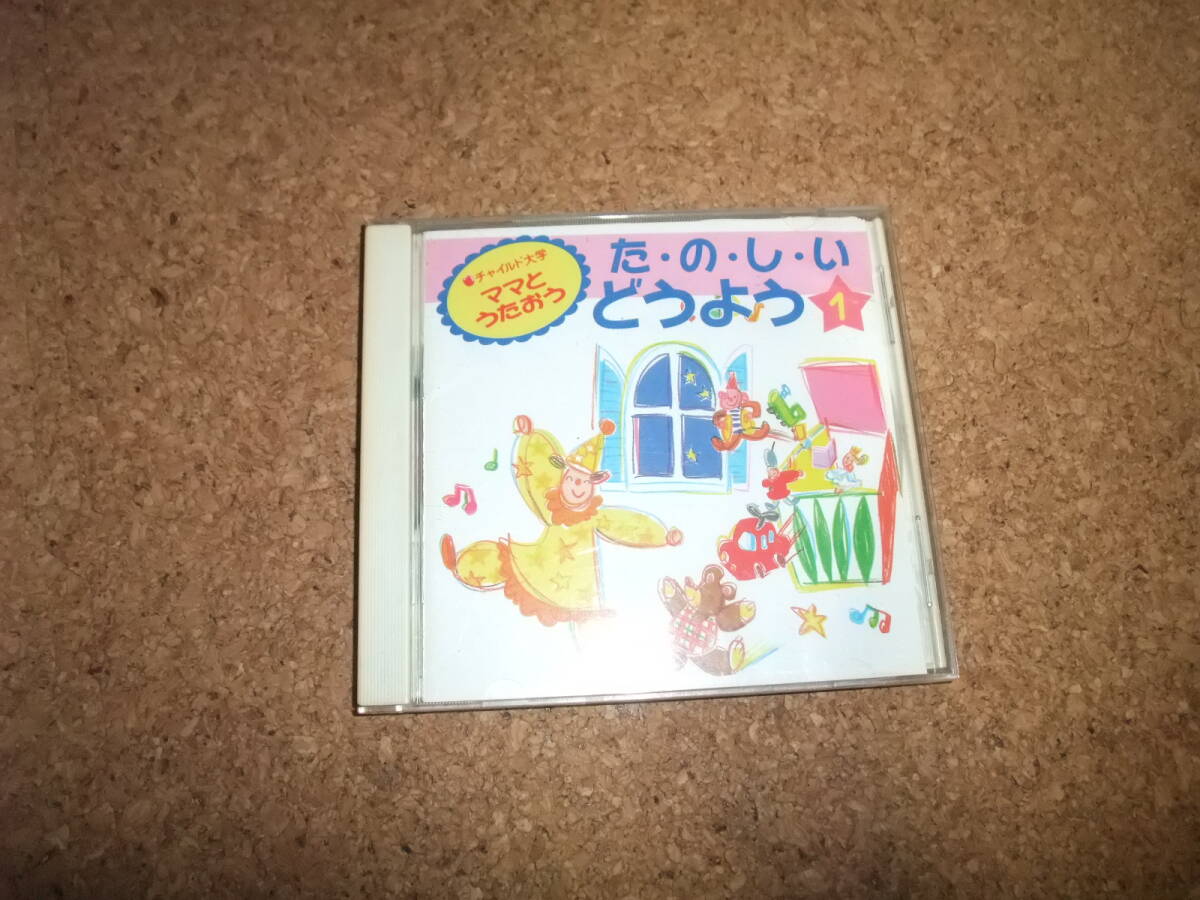 チャイルド大学
ママと
うたおう
た・の・し・い
どうよう
1